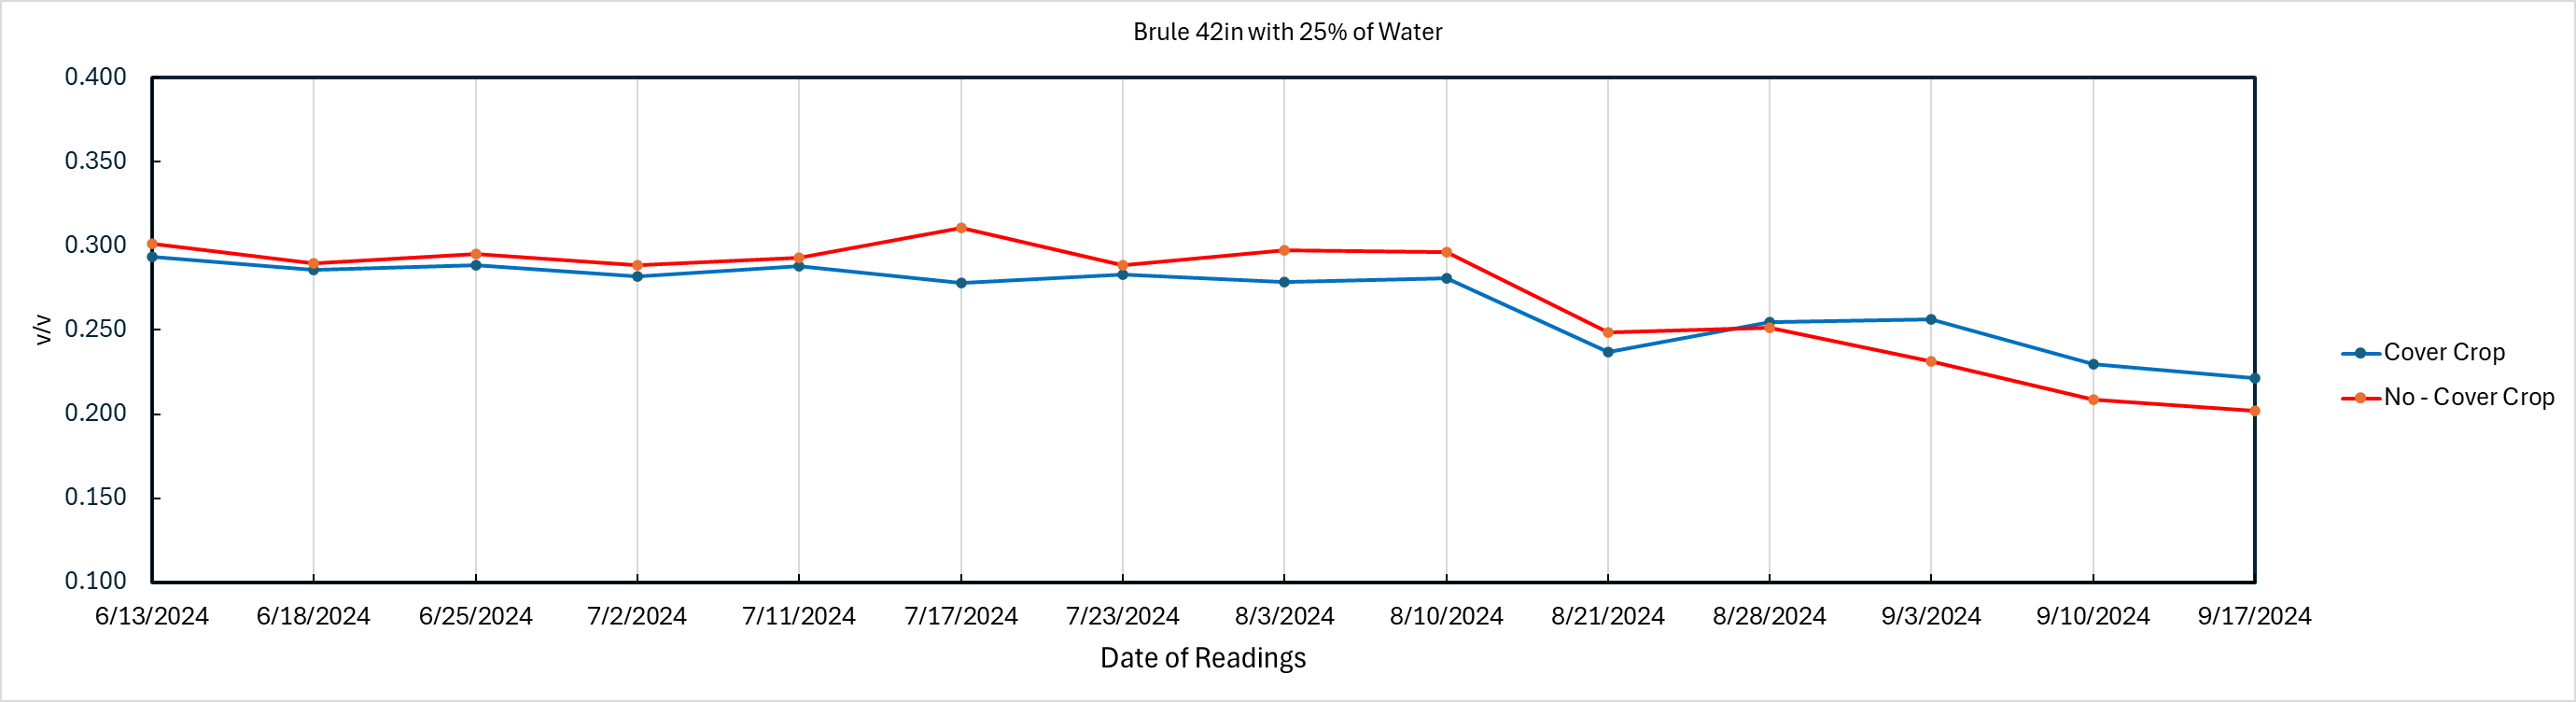 Brule 42in with 25% of Water
0.400
0.350
0.300
0.250
0.200
0.150
0.100
v/v
6/13/2024 6/18/2024 6/25/2024 7/2/2024 7/11/2024 7/17/2024 7/23/2024 8/3/2024 8/10/2024 8/21/2024 8/28/2024 9/3/2024 9/10/2024 9/17/2024
Date of Readings
Cover Crop
No - Cover Crop